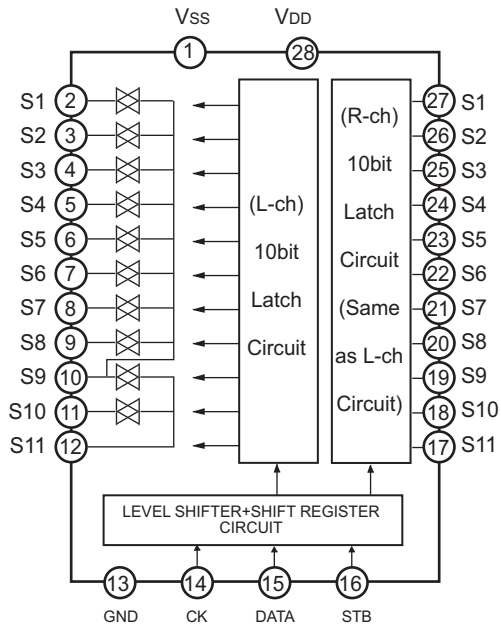 VSS VDD
1 28
S1 2 27 S1
S2 3 26 S2
S3 4 25 S3
S4 5 24 S4
S5 6 23 S5
S6 7 22 S6
S7 8 21 S7
S8 9 20 S8
S9 10 19 S9
S10 11 18 S10
S11 12 17 S11
(L-ch)
10bit
Latch
Circuit
(R-ch)
10bit
Latch
Circuit
(Same
as L-ch
Circuit)
LEVEL SHIFTER+SHIFT REGISTER
CIRCUIT
13 14 15 16
GND CK DATA STB